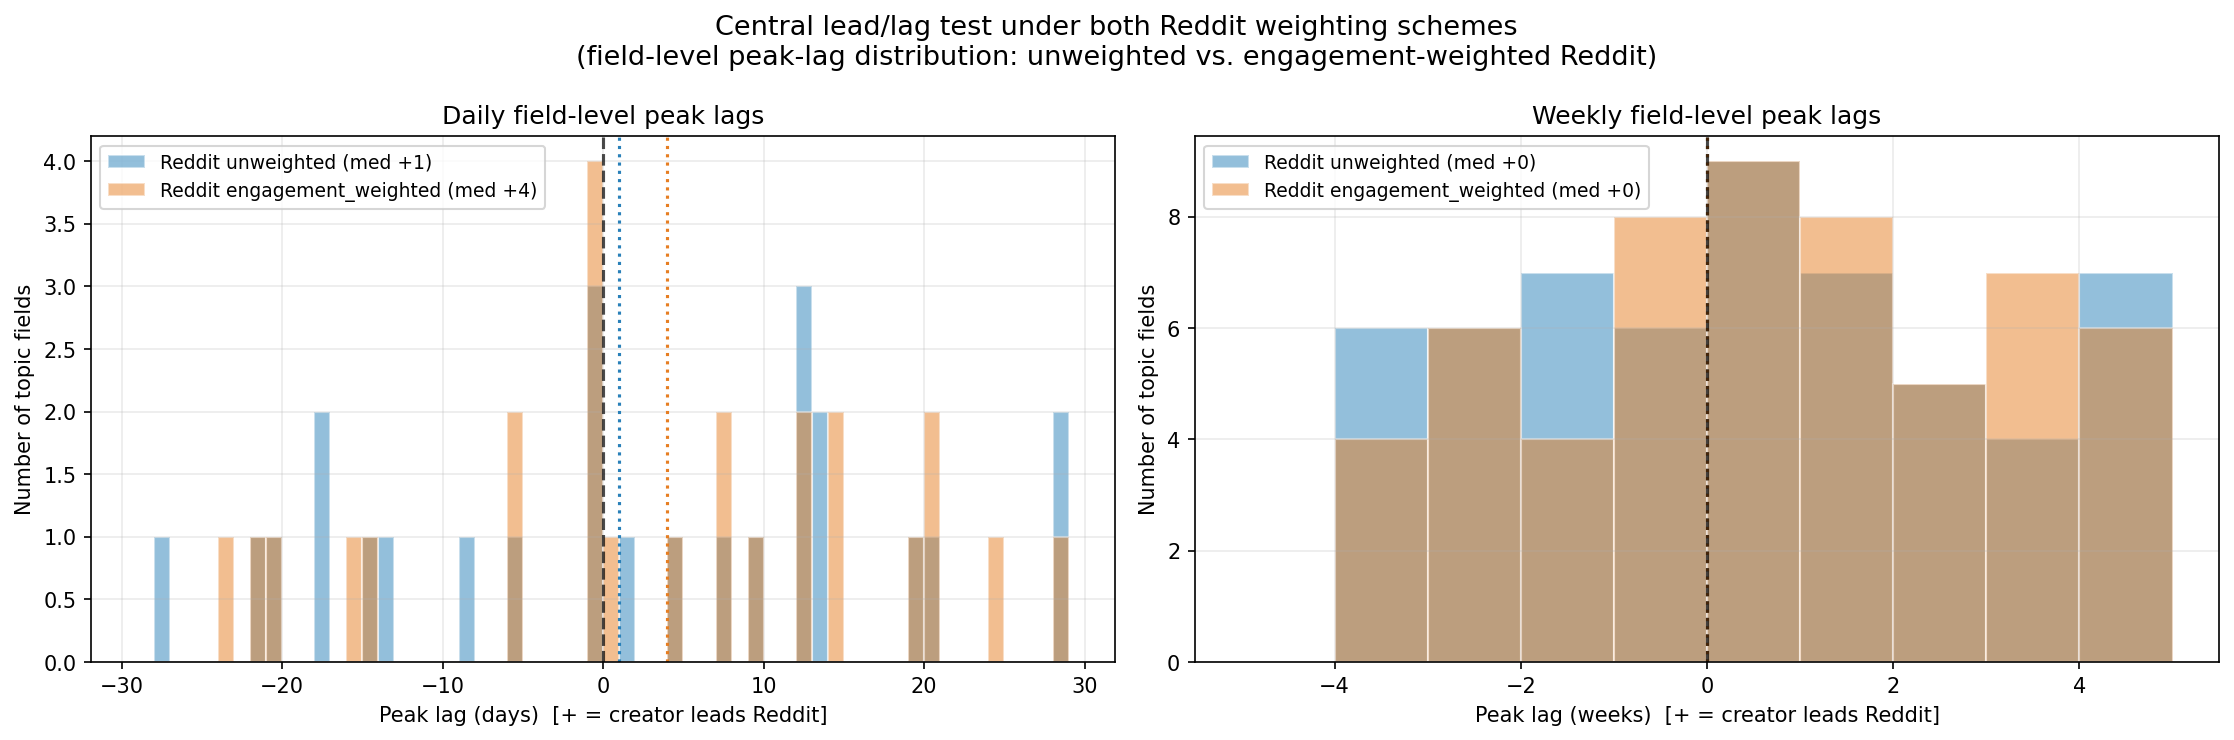 Central lead/lag test under both Reddit weighting schemes
(field-level peak-lag distribution: unweighted vs. engagement-weighted Reddit)
Daily field-level peak lags
Reddit unweighted (med +1)
Reddit engagement_weighted (med +4)
Number of topic fields
4.0
3.5
3.0
2.5
2.0
1.5
1.0
0.5
0.0
−30
−20
−10
0
10
20
30
Peak lag (days)  [+ = creator leads Reddit]
Weekly field-level peak lags
Reddit unweighted (med +0)
Reddit engagement_weighted (med +0)
Number of topic fields
8
6
4
2
0
−4
−2
0
2
4
Peak lag (weeks)  [+ = creator leads Reddit]